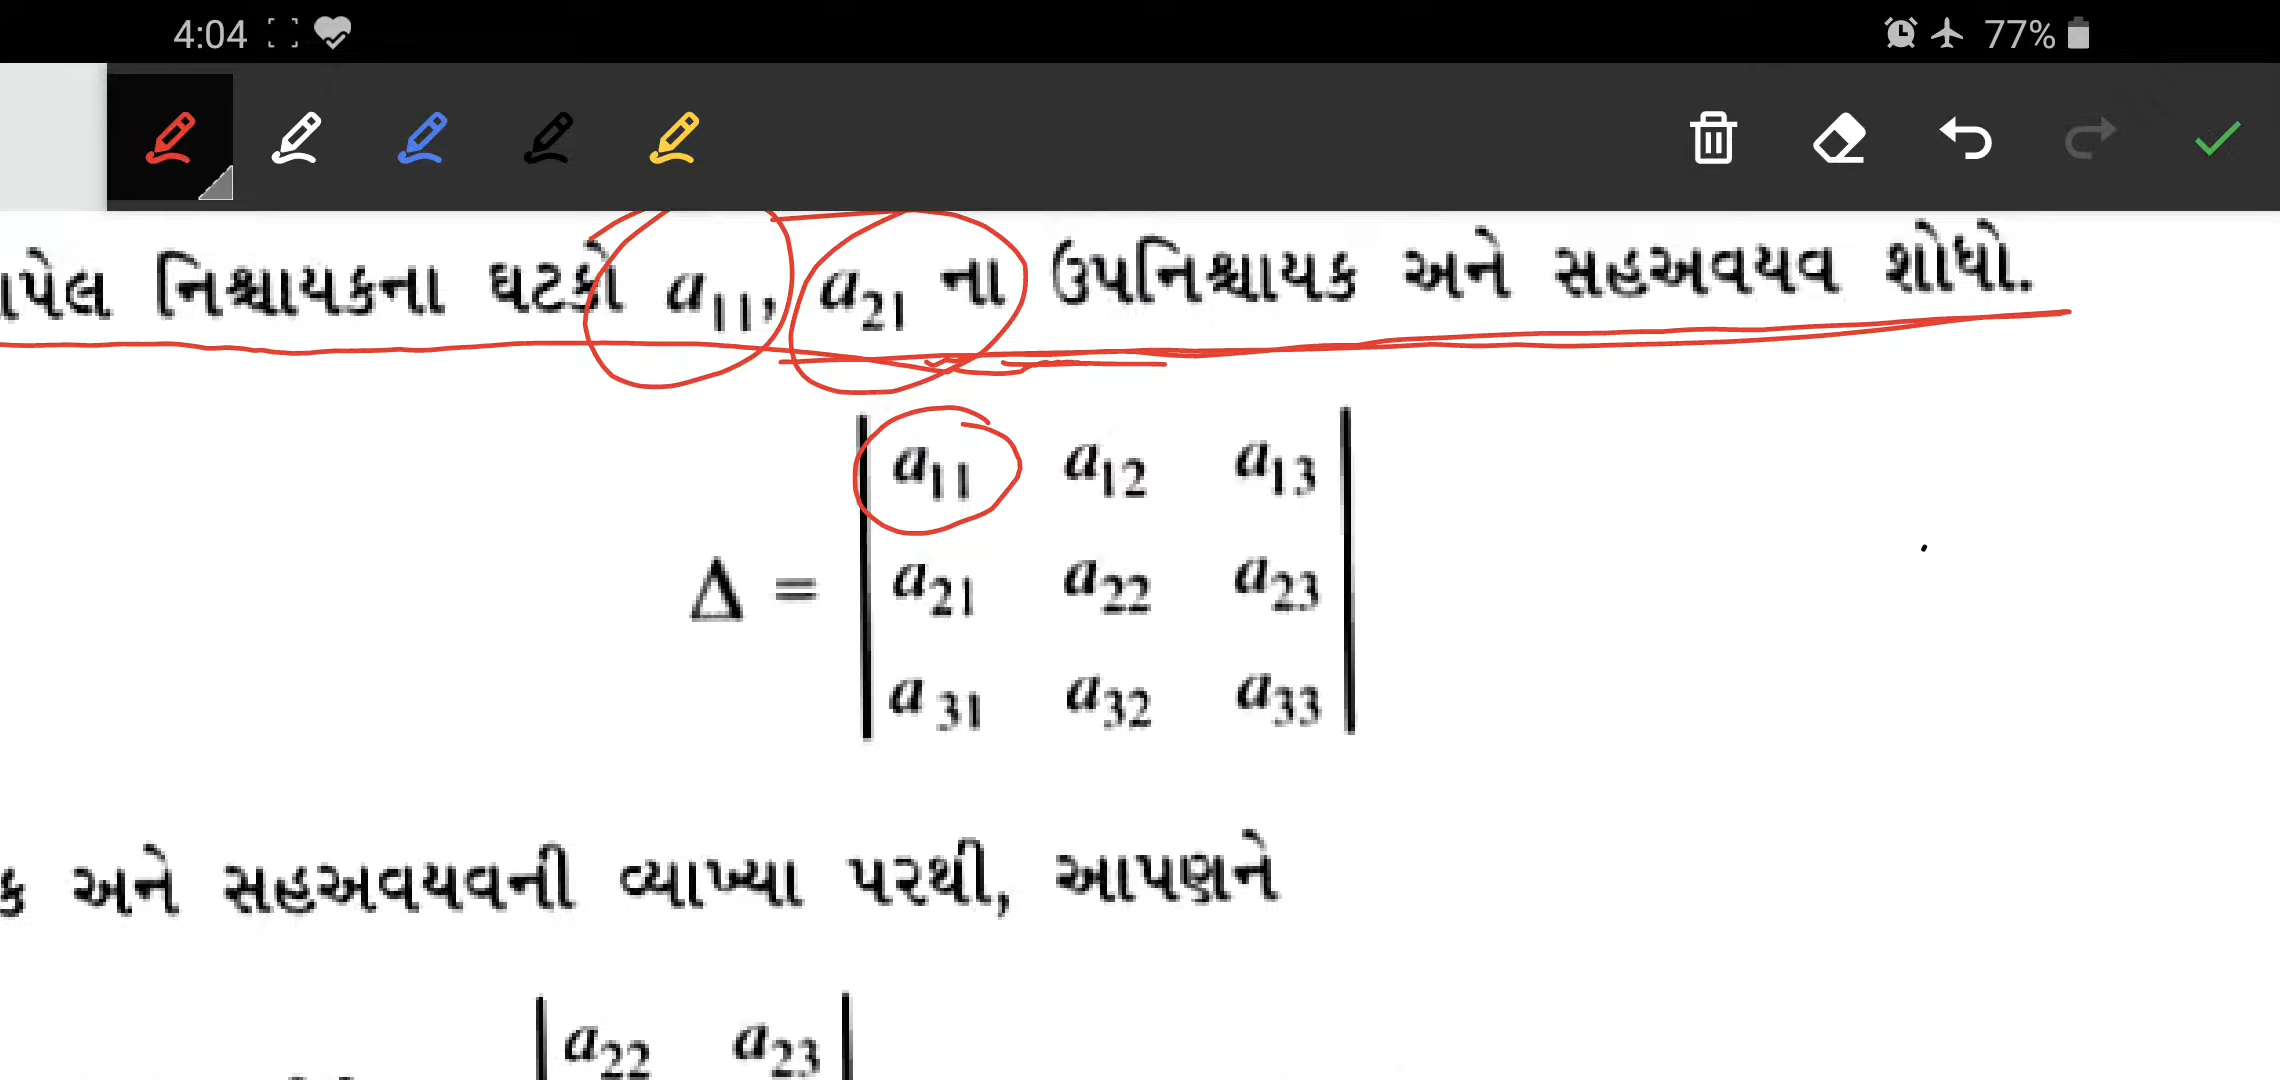 4:04 77%
પેલ નિશ્ચાયકના ઘટકો a₁₁, a₂₁ ના ઉપનિશ્ચાયક અને સહઅવયવ શોધો.
a₁₁ a₁₂ a₁₃
Δ = a₂₁ a₂₂ a₂₃
a₃₁ a₃₂ a₃₃
ક અને સહઅવયવની વ્યાખ્યા પરથી, આપણને
a₂₂ a₂₃